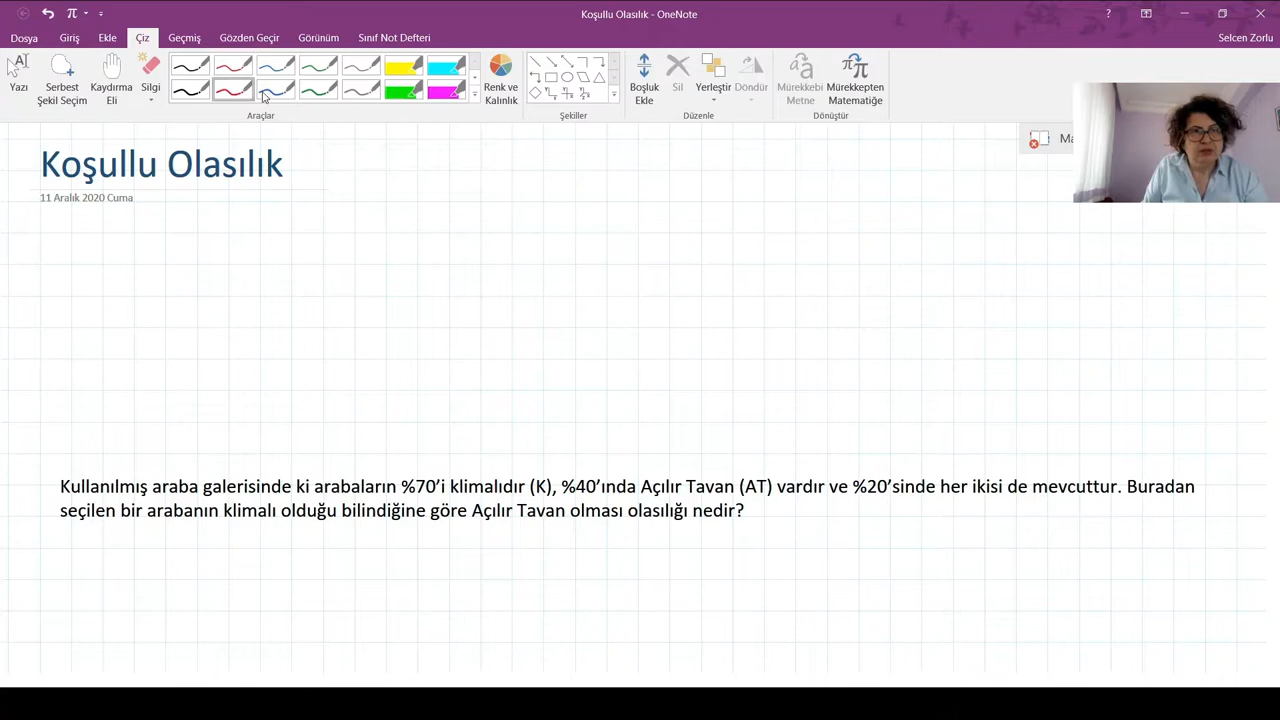 Koşullu Olasılık - OneNote
Dosya Giriş Ekle Çiz Geçmiş Gözden Geçir Görünüm Sınıf Not Defteri Selcen Zorlu
Yazı Serbest Şekil Seçim Kaydırma Eli Silgi Renk ve Kalınlık Boşluk Ekle Sil Yerleştir Döndür Mürekkebi Metne Mürekkepten Matematiğe
Araçlar Şekiller Düzenle Dönüştür
Koşullu Olasılık
11 Aralık 2020 Cuma
Kullanılmış araba galerisinde ki arabaların %70’i klimalıdır (K), %40’ında Açılır Tavan (AT) vardır ve %20’sinde her ikisi de mevcuttur. Buradan
seçilen bir arabanın klimalı olduğu bilindiğine göre Açılır Tavan olması olasılığı nedir?